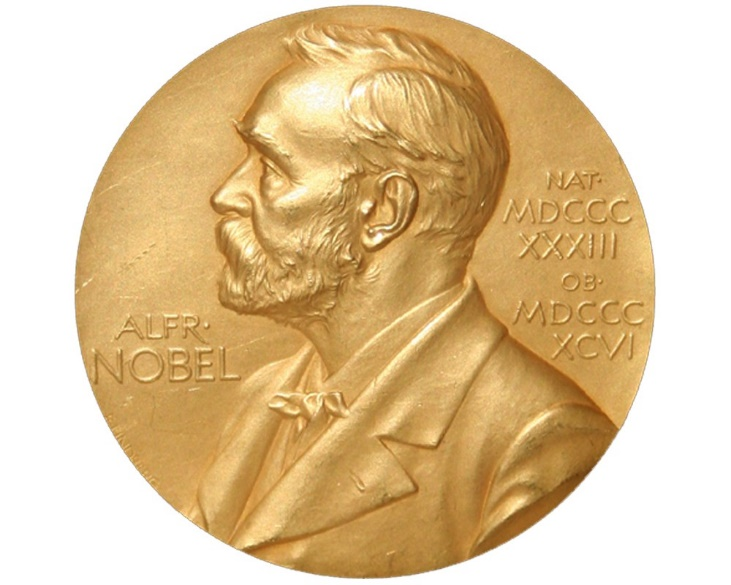 ALFR·
NOBEL
NAT·
MDCCC
XXXIII
OB·
MDCCC
XCVI